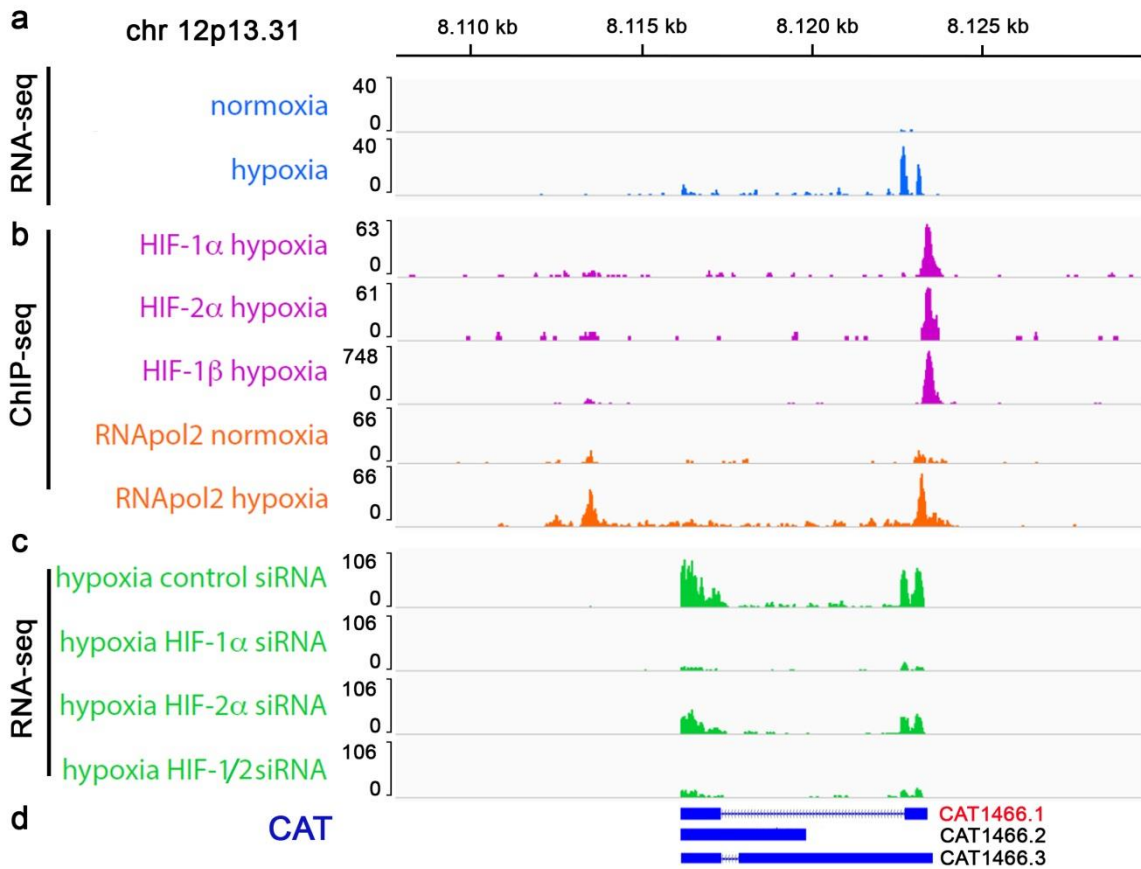 a
chr 12p13.31
8.110 kb 8.115 kb 8.120 kb 8.125 kb
RNA-seq
normoxia 40 0
hypoxia 40 0
b
ChIP-seq
HIF-1α hypoxia 63 0
HIF-2α hypoxia 61 0
HIF-1β hypoxia 748 0
RNApol2 normoxia 66 0
RNApol2 hypoxia 66 0
c
RNA-seq
hypoxia control siRNA 106 0
hypoxia HIF-1α siRNA 106 0
hypoxia HIF-2α siRNA 106 0
hypoxia HIF-1/2siRNA 106 0
d
CAT
CAT1466.1
CAT1466.2
CAT1466.3